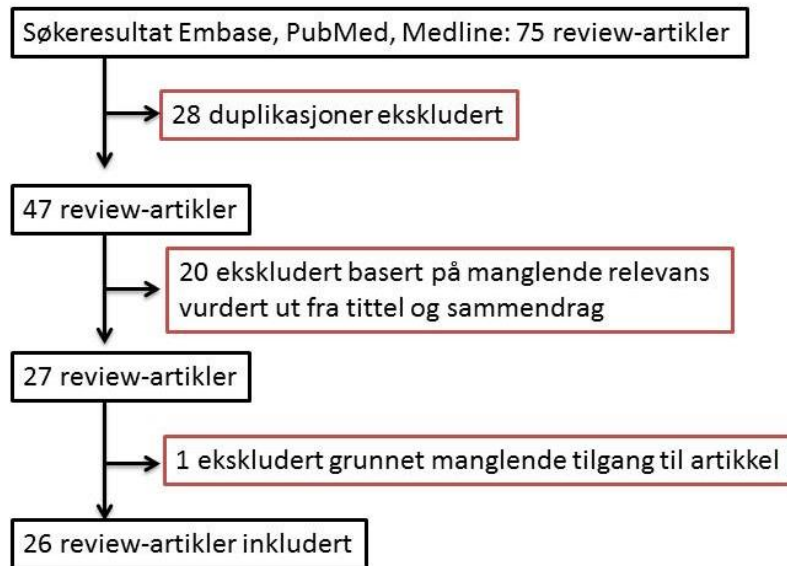 Søkeresultat Embase, PubMed, Medline: 75 review-artikler
28 duplikasjoner ekskludert
47 review-artikler
20 ekskludert basert på manglende relevans
vurdert ut fra tittel og sammendrag
27 review-artikler
1 ekskludert grunnet manglende tilgang til artikkel
26 review-artikler inkludert